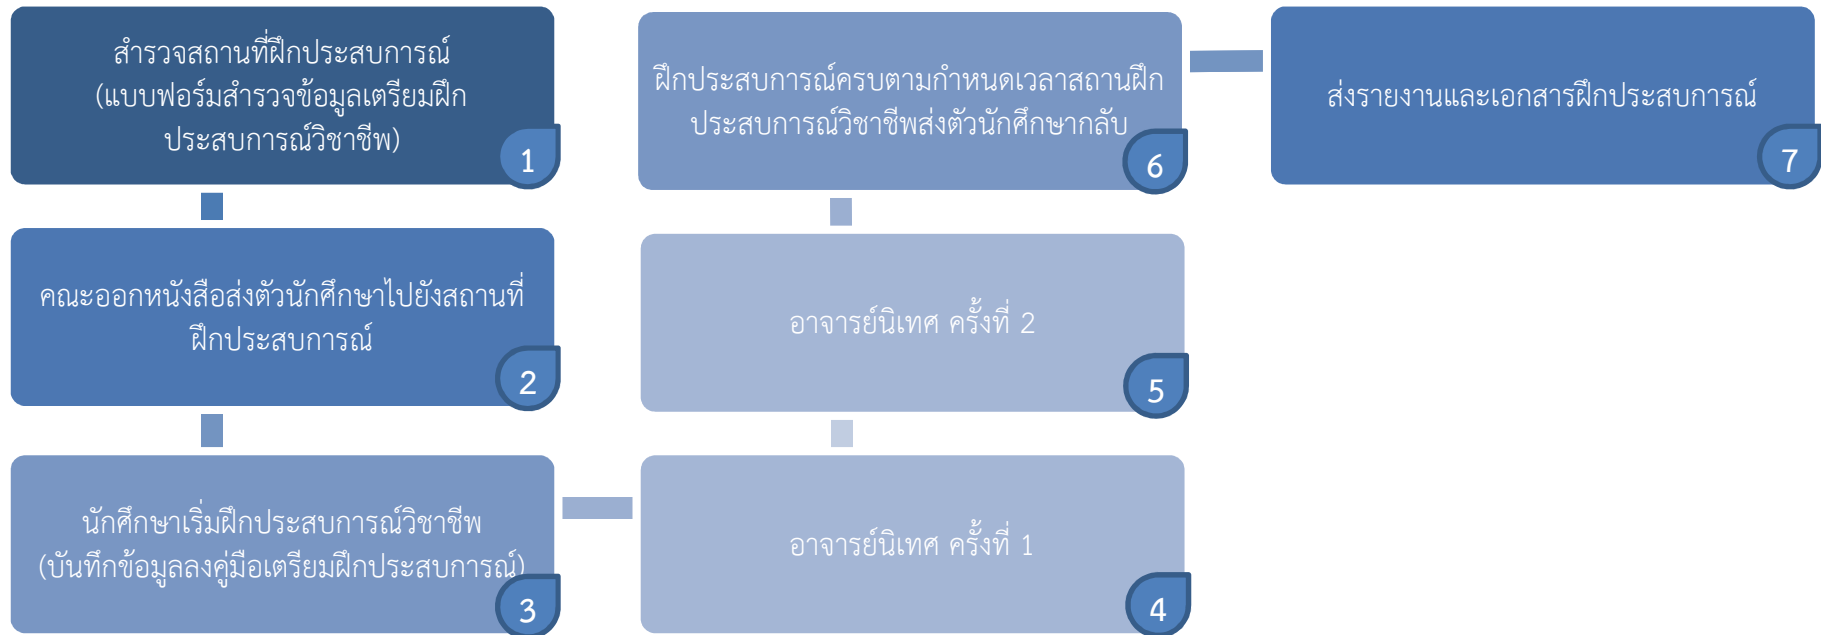 สำรวจสถานที่ฝึกประสบการณ์
(แบบฟอร์มสำรวจข้อมูลเตรียมฝึก
ประสบการณ์วิชาชีพ)
1
คณะออกหนังสือส่งตัวนักศึกษาไปยังสถานที่
ฝึกประสบการณ์
2
นักศึกษาเริ่มฝึกประสบการณ์วิชาชีพ
(บันทึกข้อมูลลงคู่มือเตรียมฝึกประสบการณ์)
3
อาจารย์นิเทศ ครั้งที่ 1
4
อาจารย์นิเทศ ครั้งที่ 2
5
ฝึกประสบการณ์ครบตามกำหนดเวลาสถานฝึก
ประสบการณ์วิชาชีพส่งตัวนักศึกษากลับ
6
ส่งรายงานและเอกสารฝึกประสบการณ์
7